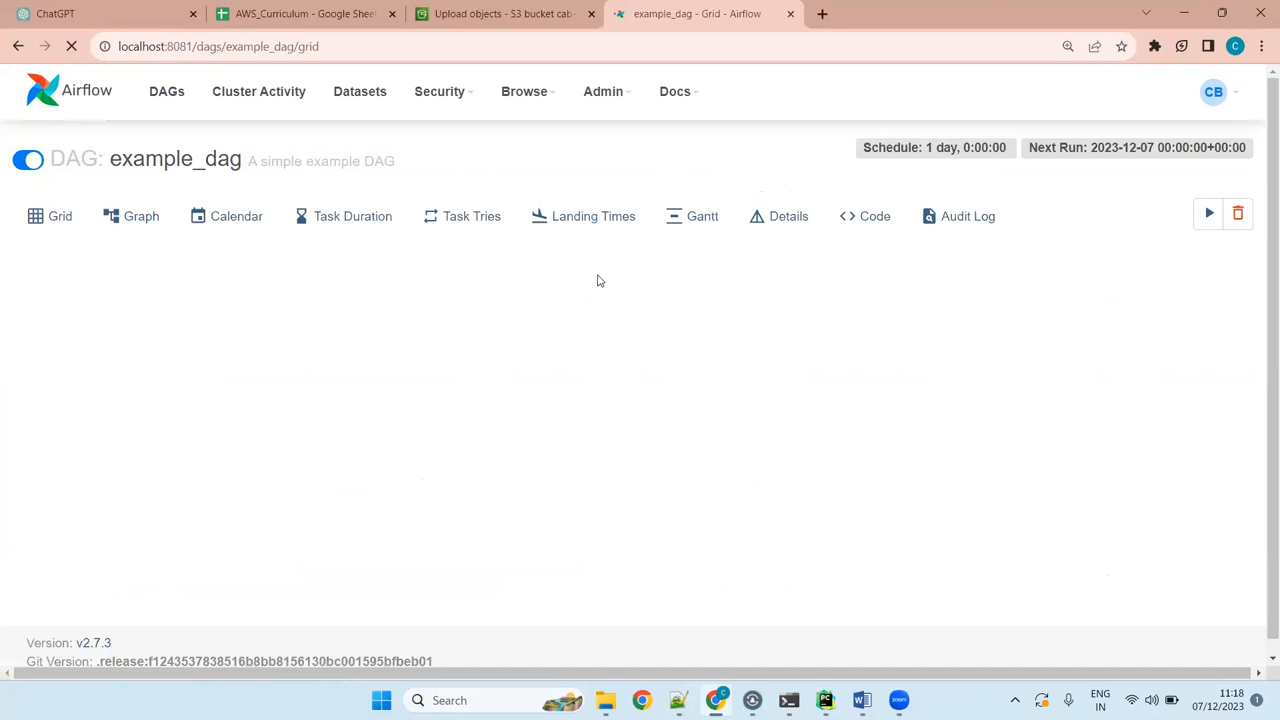 ChatGPT
AWS_Curriculum - Google Sheet
Upload objects - S3 bucket cab-
example_dag - Grid - Airflow
localhost:8081/dags/example_dag/grid
C
Airflow
DAGs
Cluster Activity
Datasets
Security
Browse
Admin
Docs
CB
DAG: example_dag A simple example DAG
Schedule: 1 day, 0:00:00
Next Run: 2023-12-07 00:00:00+00:00
Grid
Graph
Calendar
Task Duration
Task Tries
Landing Times
Gantt
Details
Code
Audit Log
Version: v2.7.3
Git Version: .release:f1243537838516b8bb8156130bc001595bfbeb01
Search
C
PC
W
zoom
ENG
IN
11:18
07/12/2023
1